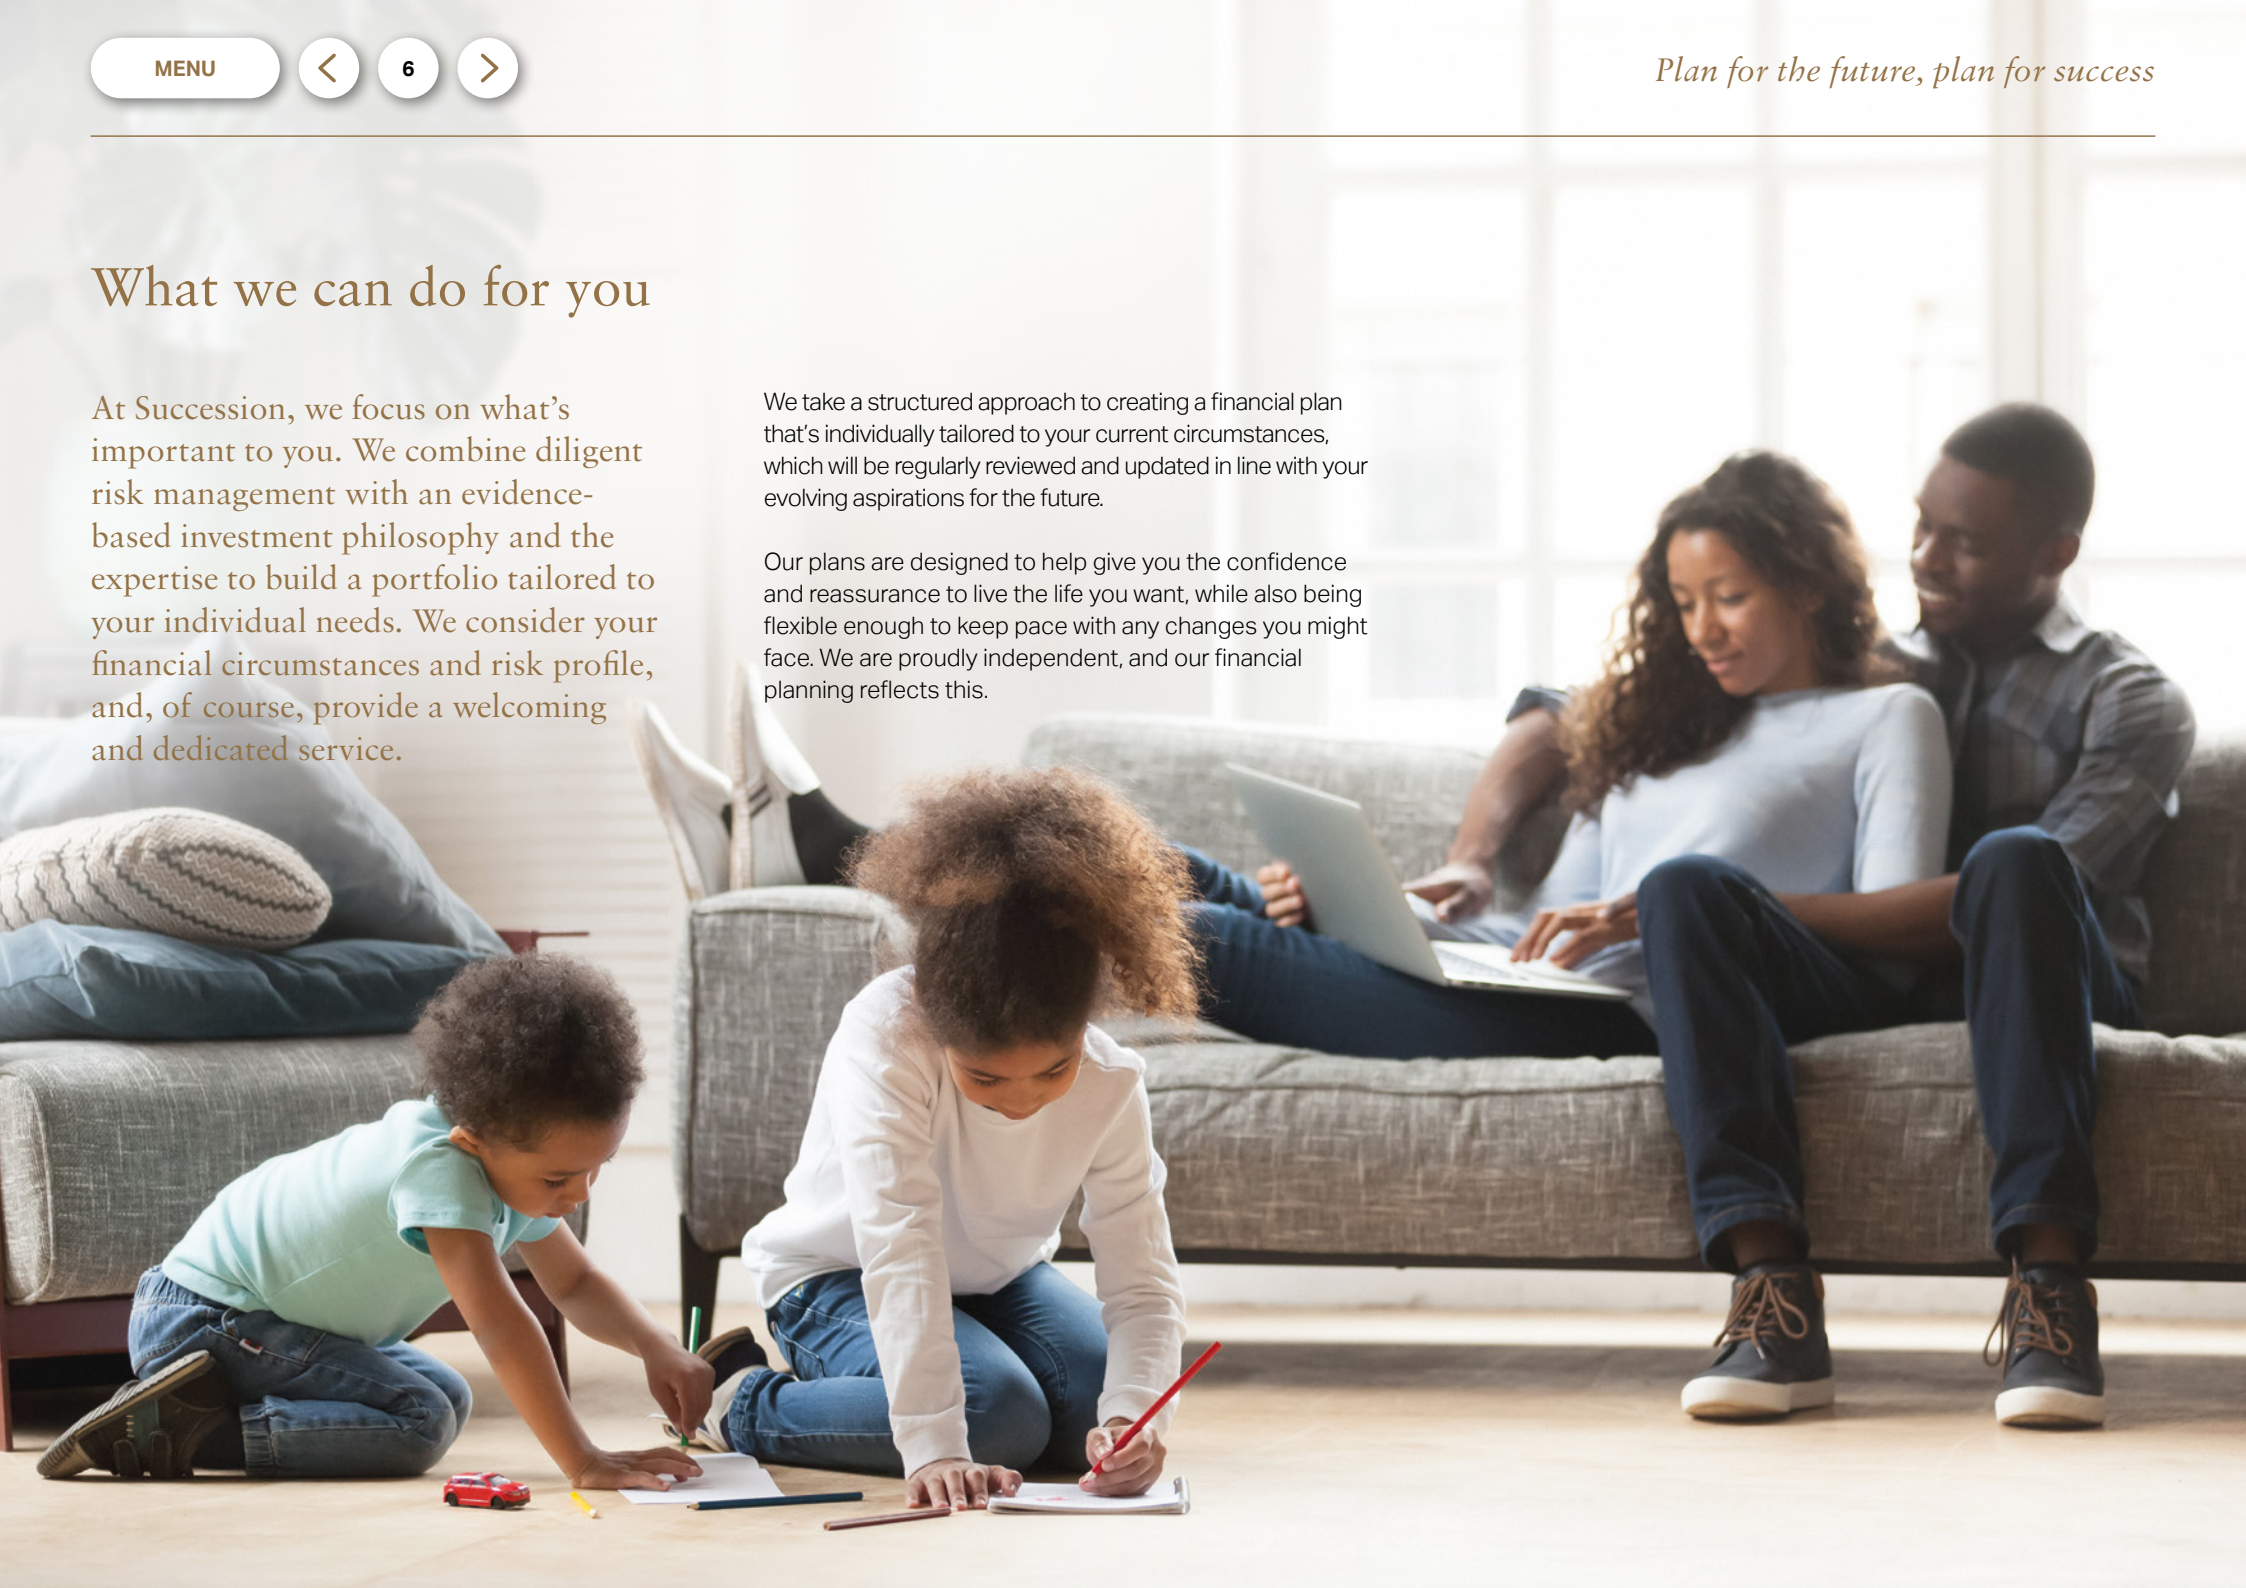 MENU
6
Plan for the future, plan for success
What we can do for you
At Succession, we focus on what's
important to you. We combine diligent
risk management with an evidence-
based investment philosophy and the
expertise to build a portfolio tailored to
your individual needs. We consider your
financial circumstances and risk profile,
and, of course, provide a welcoming
and dedicated service.
We take a structured approach to creating a financial plan
that's individually tailored to your current circumstances,
which will be regularly reviewed and updated in line with your
evolving aspirations for the future.
Our plans are designed to help give you the confidence
and reassurance to live the life you want, while also being
flexible enough to keep pace with any changes you might
face. We are proudly independent, and our financial
planning reflects this.